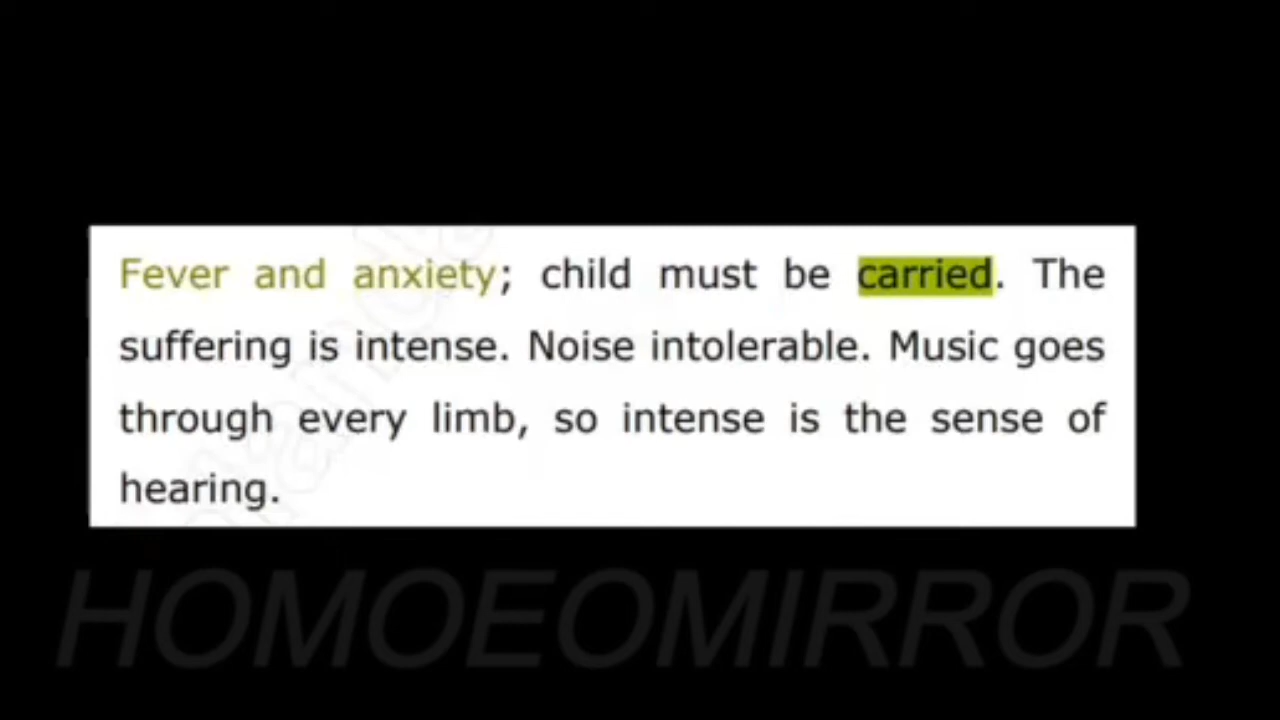 Fever and anxiety; child must be carried. The
suffering is intense. Noise intolerable. Music goes
through every limb, so intense is the sense of
hearing.
HOMOEOMIRROR